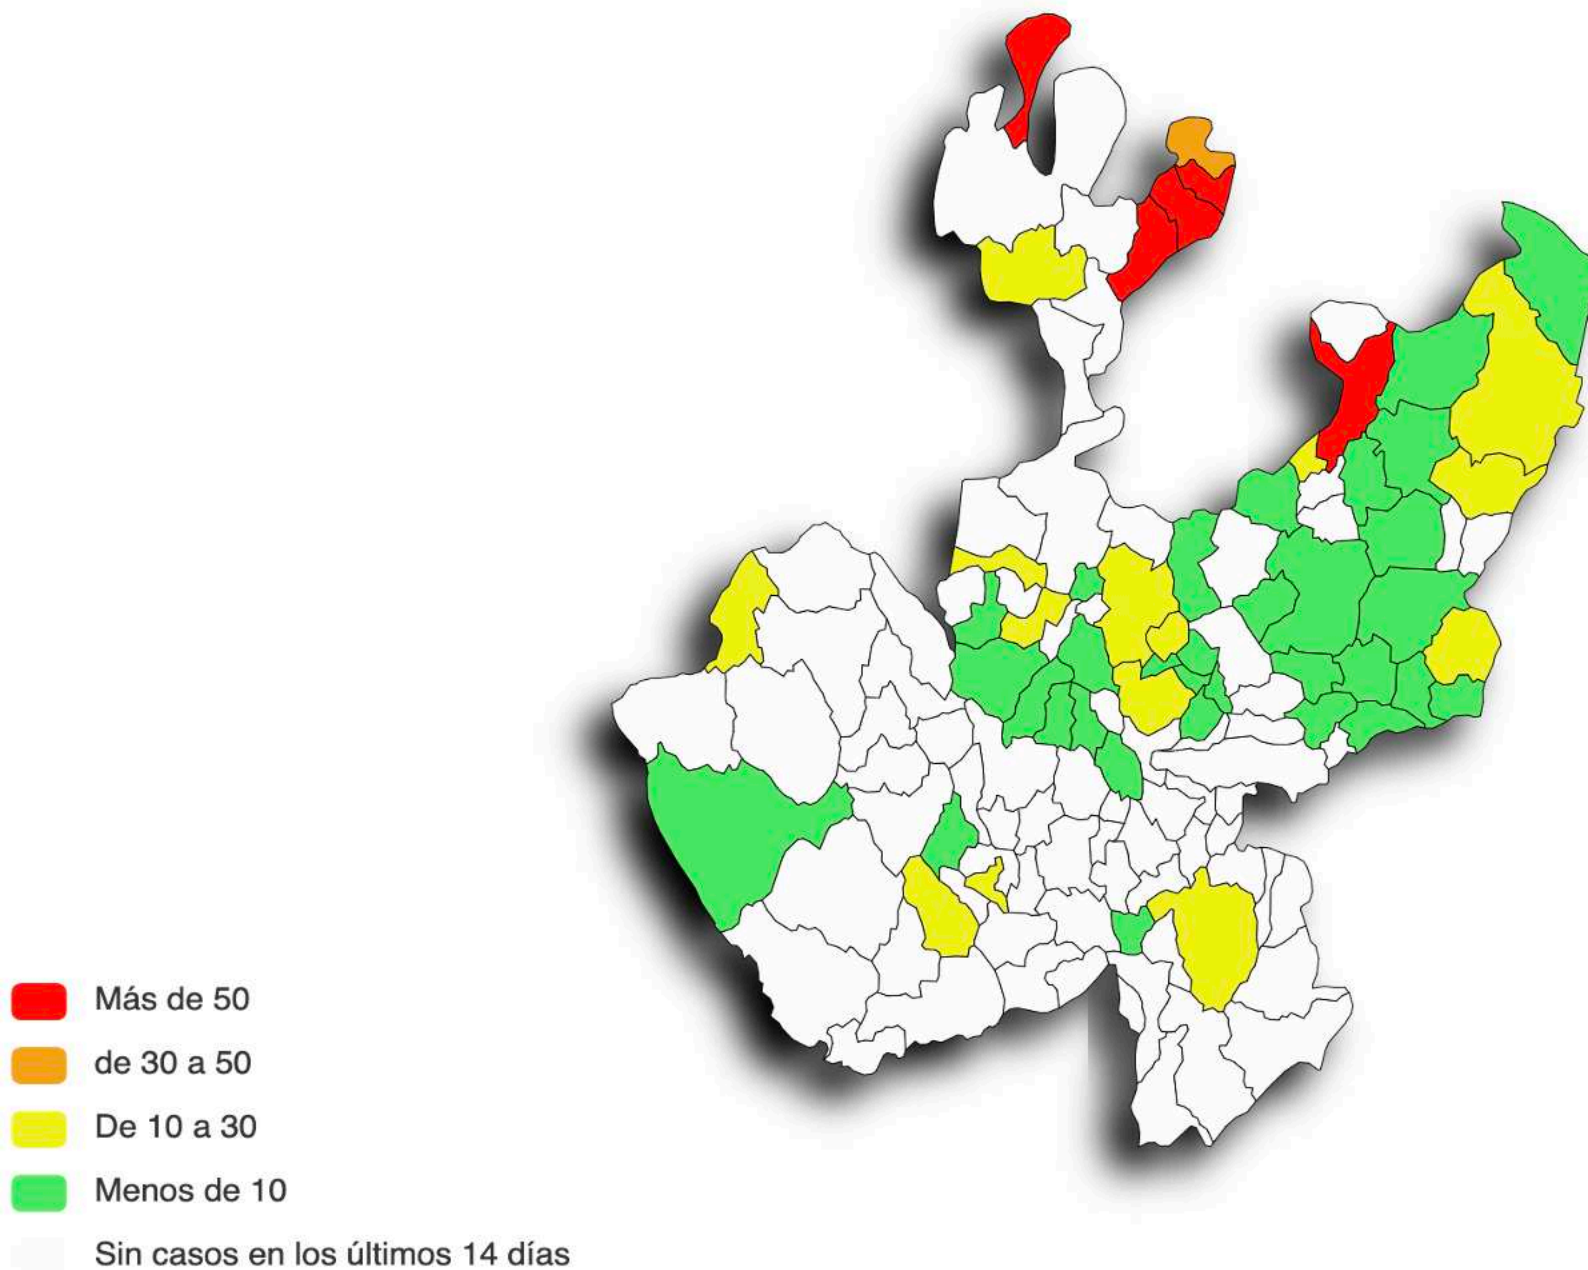 Más de 50
de 30 a 50
De 10 a 30
Menos de 10
Sin casos en los últimos 14 días